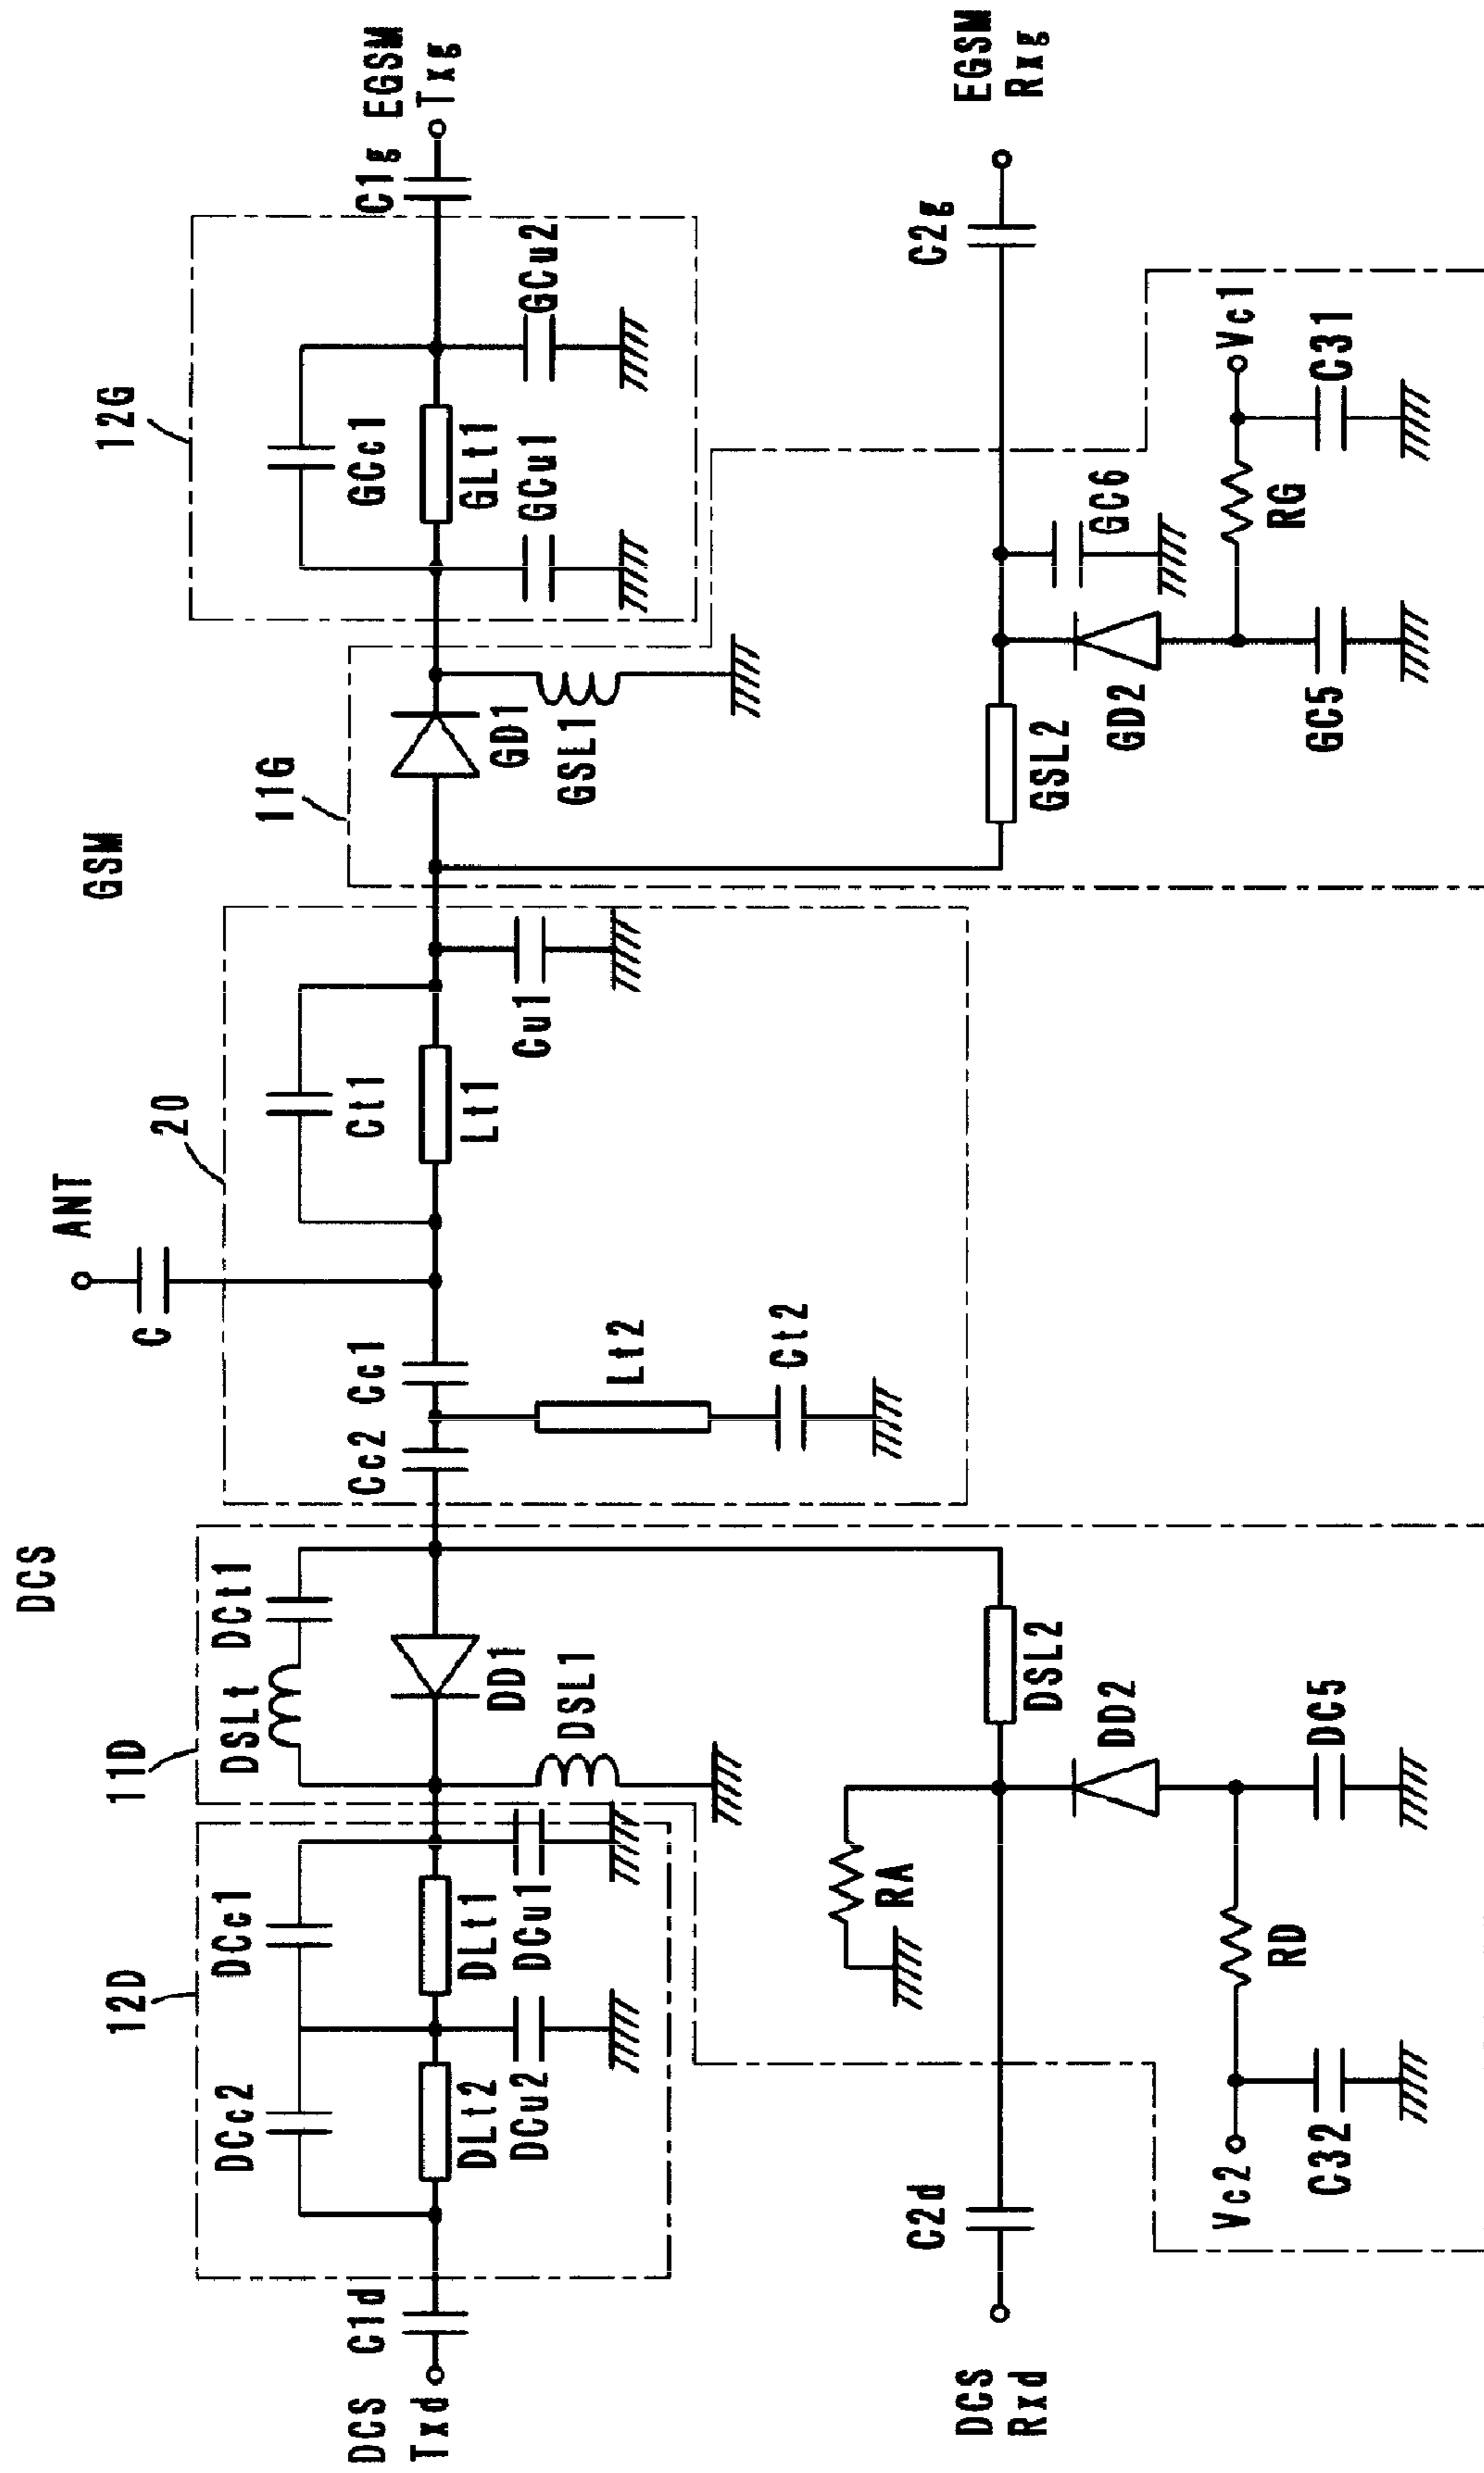 DCS
GSM
ANT
C
20
11D
12D
11G
12G
DCS
Txd
C1d
DCc2
DLt2
DCu2
DCc1
DLt1
DCu1
DSLt
DCt1
DD1
DSL1
Cc2
Cc1
Lt2
Ct2
Ct1
Lt1
Cu1
GD1
GSL1
GCc1
GLt1
GCu1
GCu2
C1g
EGSM
Txg
DCS
Rxd
C2d
RA
DSL2
DD2
DC5
RD
Vc2
C32
GSL2
GD2
GC5
GC6
RG
Vc1
C31
C2g
EGSM
Rxg